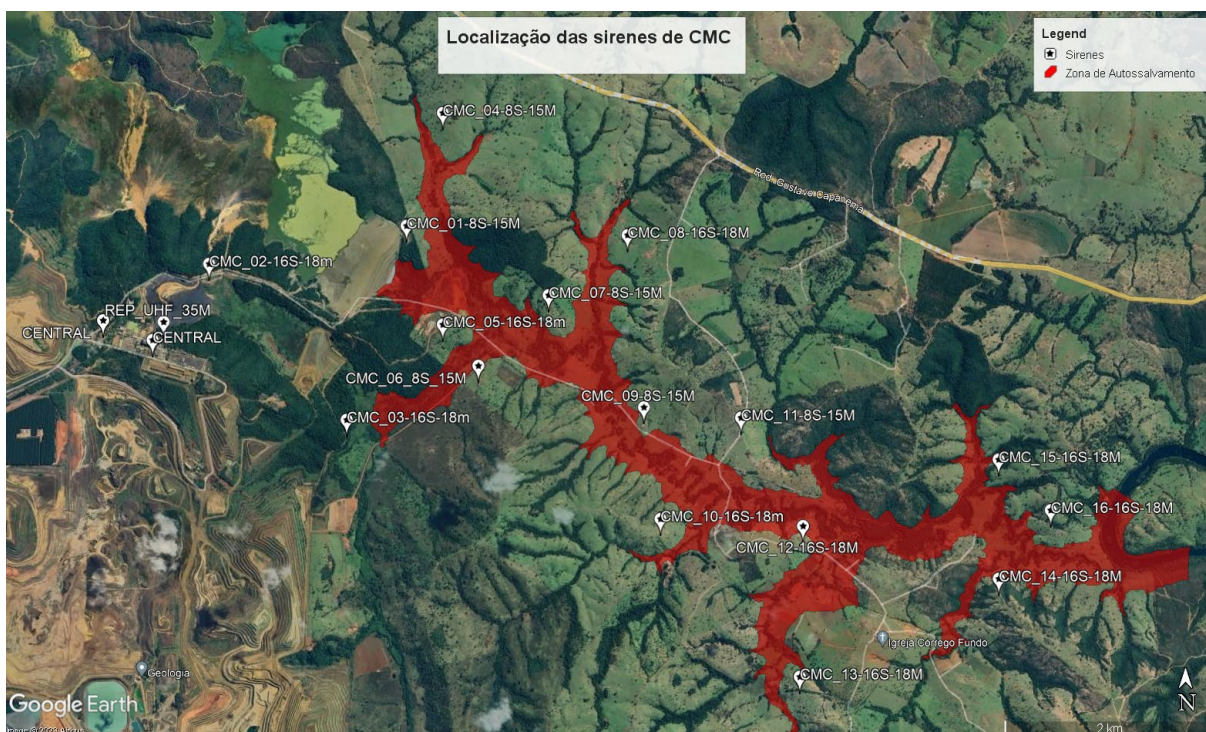 Localização das sirenes de CMC
Legend
Sirenes
Zona de Autossalvamento
CMC_04-8S-15M
Rod. Gustavo Capanema
CMC_01-8S-15M
CMC_08-16S-18M
CMC_02-16S-18m
CMC_07-8S-15M
REP_UHF_35M
CENTRAL
CENTRAL
CMC_05-16S-18m
CMC_06_8S_15M
CMC_09-8S-15M
CMC_03-16S-18m
CMC_11-8S-15M
CMC_15-16S-18M
CMC_16-16S-18M
CMC_10-16S-18m
CMC_12-16S-18M
CMC_14-16S-18M
Igreja Córrego Fundo
Geologia
CMC_13-16S-18M
Google Earth
N
2 km